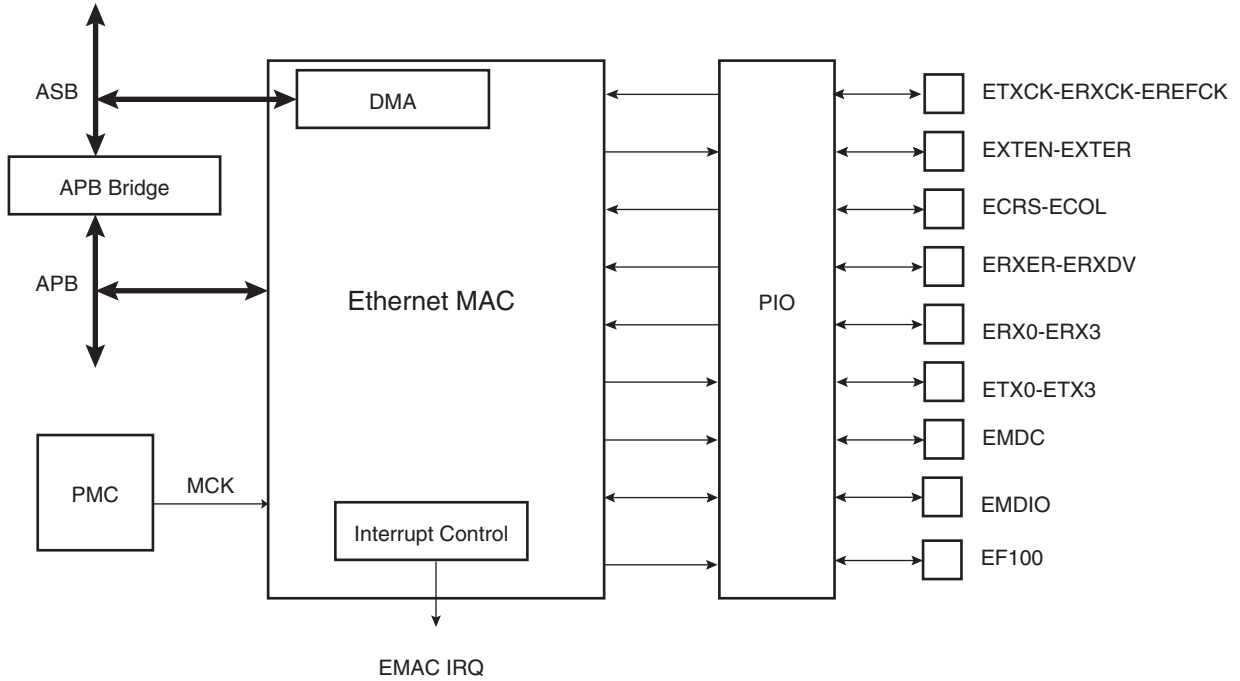 ASB
DMA
ETXCK-ERXCK-EREFCK
EXTEN-EXTER
APB Bridge
ECRS-ECOL
ERXER-ERXDV
APB
Ethernet MAC
PIO
ERX0-ERX3
ETX0-ETX3
EMDC
PMC
MCK
EMDIO
Interrupt Control
EF100
EMAC IRQ